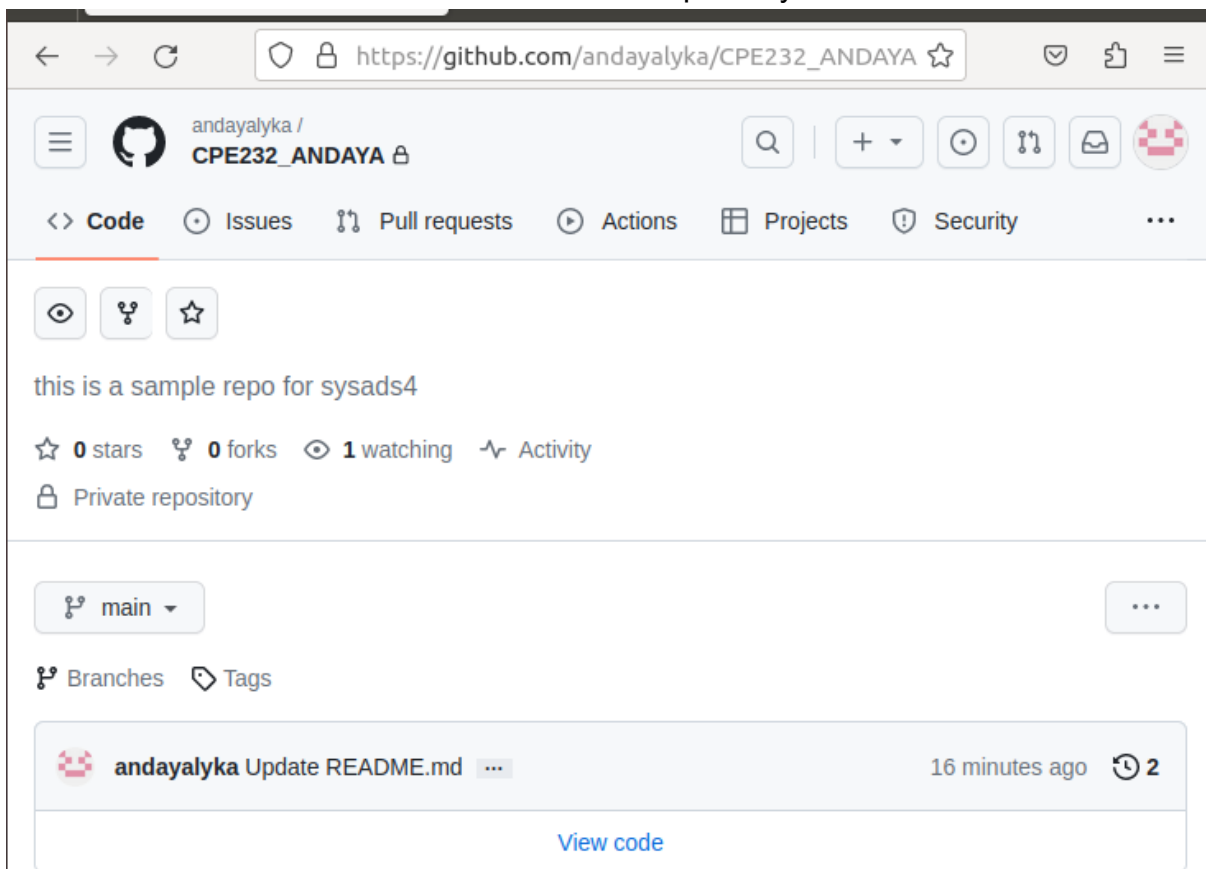 https://github.com/andayalyka/CPE232_ANDAYA
andayalyka /
CPE232_ANDAYA
<> Code Issues Pull requests Actions Projects Security ...
this is a sample repo for sysads4
0 stars 0 forks 1 watching Activity
Private repository
main
...
Branches Tags
andayalyka Update README.md ... 16 minutes ago 2
View code